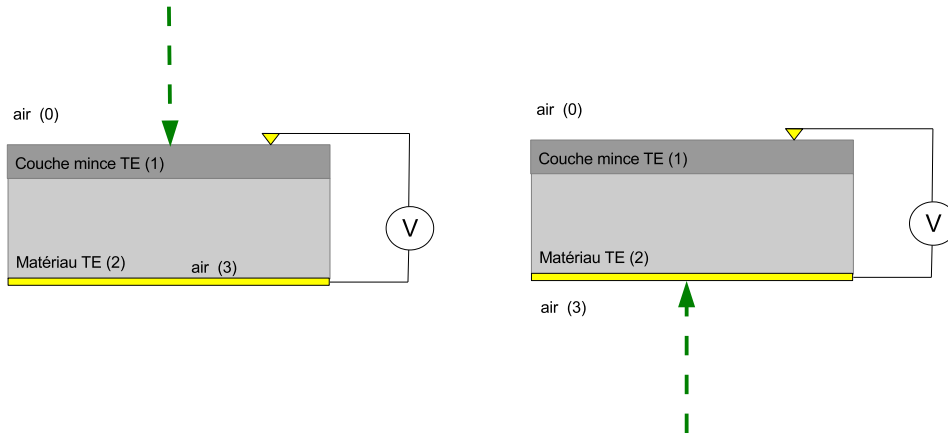 air (0)
Couche mince TE (1)
Matériau TE (2)
air (3)
V
air (0)
Couche mince TE (1)
Matériau TE (2)
air (3)
V